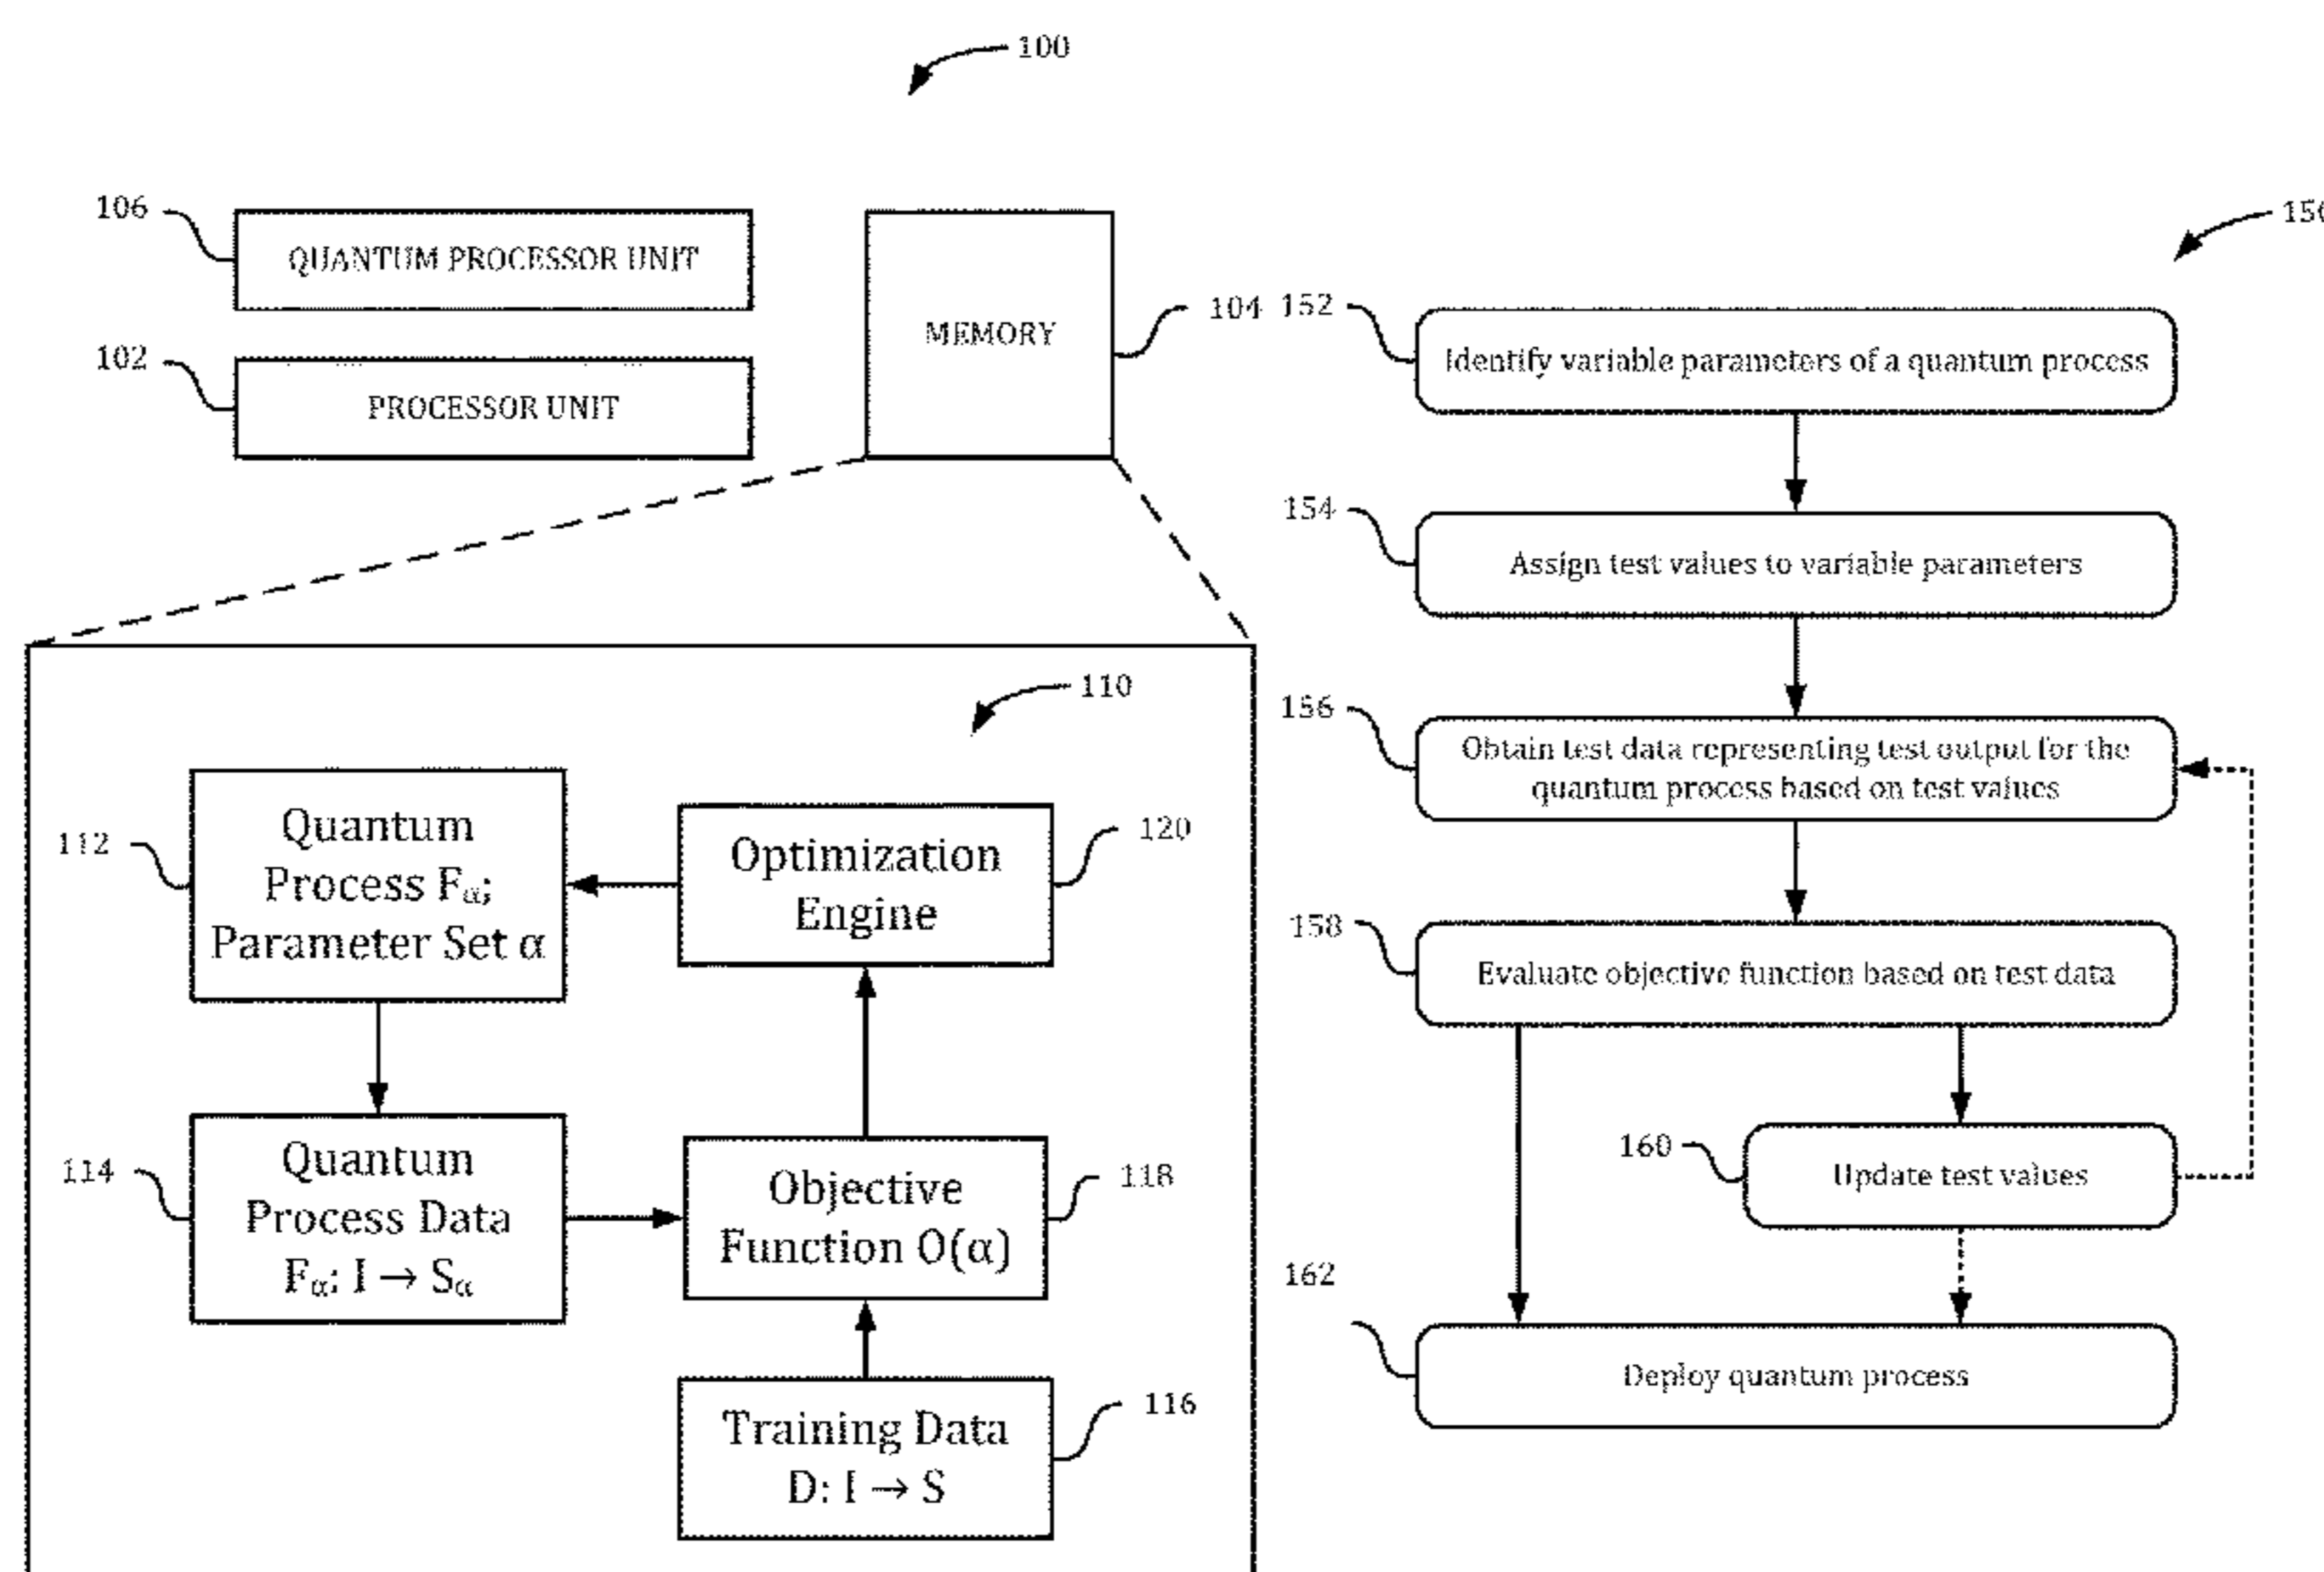 100
106
QUANTUM PROCESSOR UNIT
102
PROCESSOR UNIT
MEMORY
104
110
112
Quantum
Process Fα;
Parameter Set α
120
Optimization
Engine
114
Quantum
Process Data
Fα: I → Sα
118
Objective
Function O(α)
116
Training Data
D: I → S
152
Identify variable parameters of a quantum process
154
Assign test values to variable parameters
156
Obtain test data representing test output for the
quantum process based on test values
158
Evaluate objective function based on test data
160
Update test values
162
Deploy quantum process